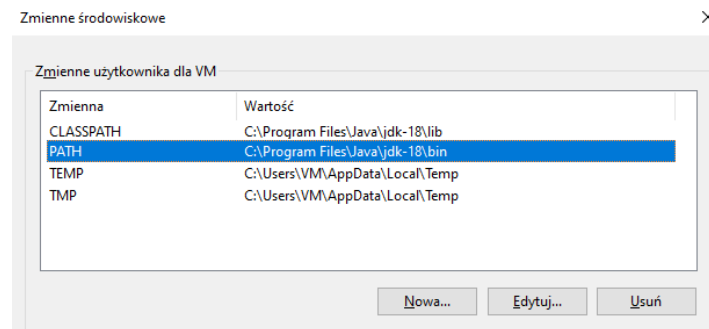 Zmienne środowiskowe
Zmienne użytkownika dla VM
Zmienna Wartość
CLASSPATH C:\Program Files\Java\jdk-18\lib
PATH C:\Program Files\Java\jdk-18\bin
TEMP C:\Users\VM\AppData\Local\Temp
TMP C:\Users\VM\AppData\Local\Temp
Nowa... Edytuj... Usuń